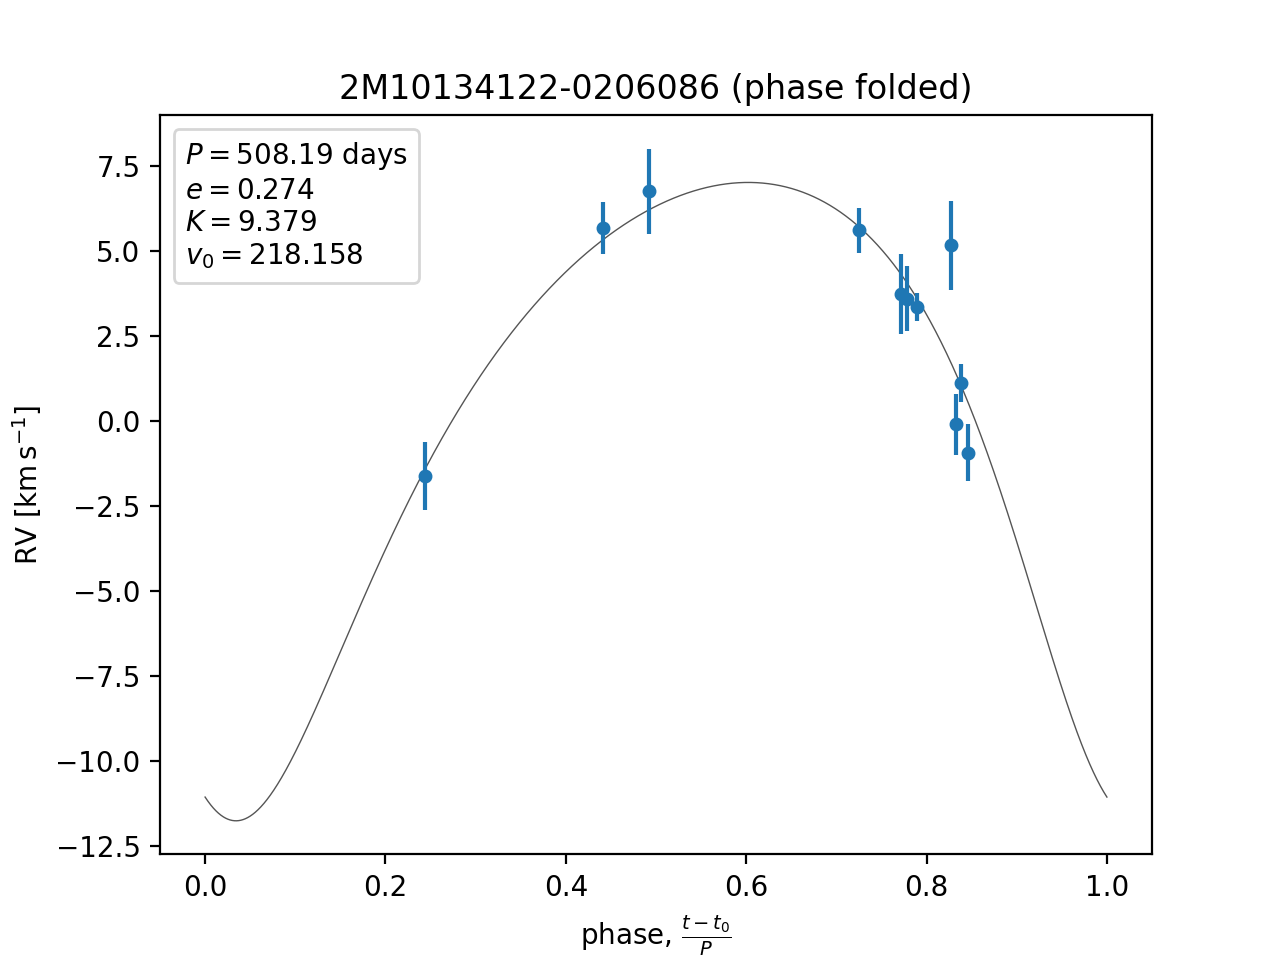 2M10134122-0206086 (phase folded)
P = 508.19 days
e = 0.274
K = 9.379
v₀ = 218.158
RV [km s⁻¹]
7.5
5.0
2.5
0.0
−2.5
−5.0
−7.5
−10.0
−12.5
0.0 0.2 0.4 0.6 0.8 1.0
phase, (t − t₀)/P